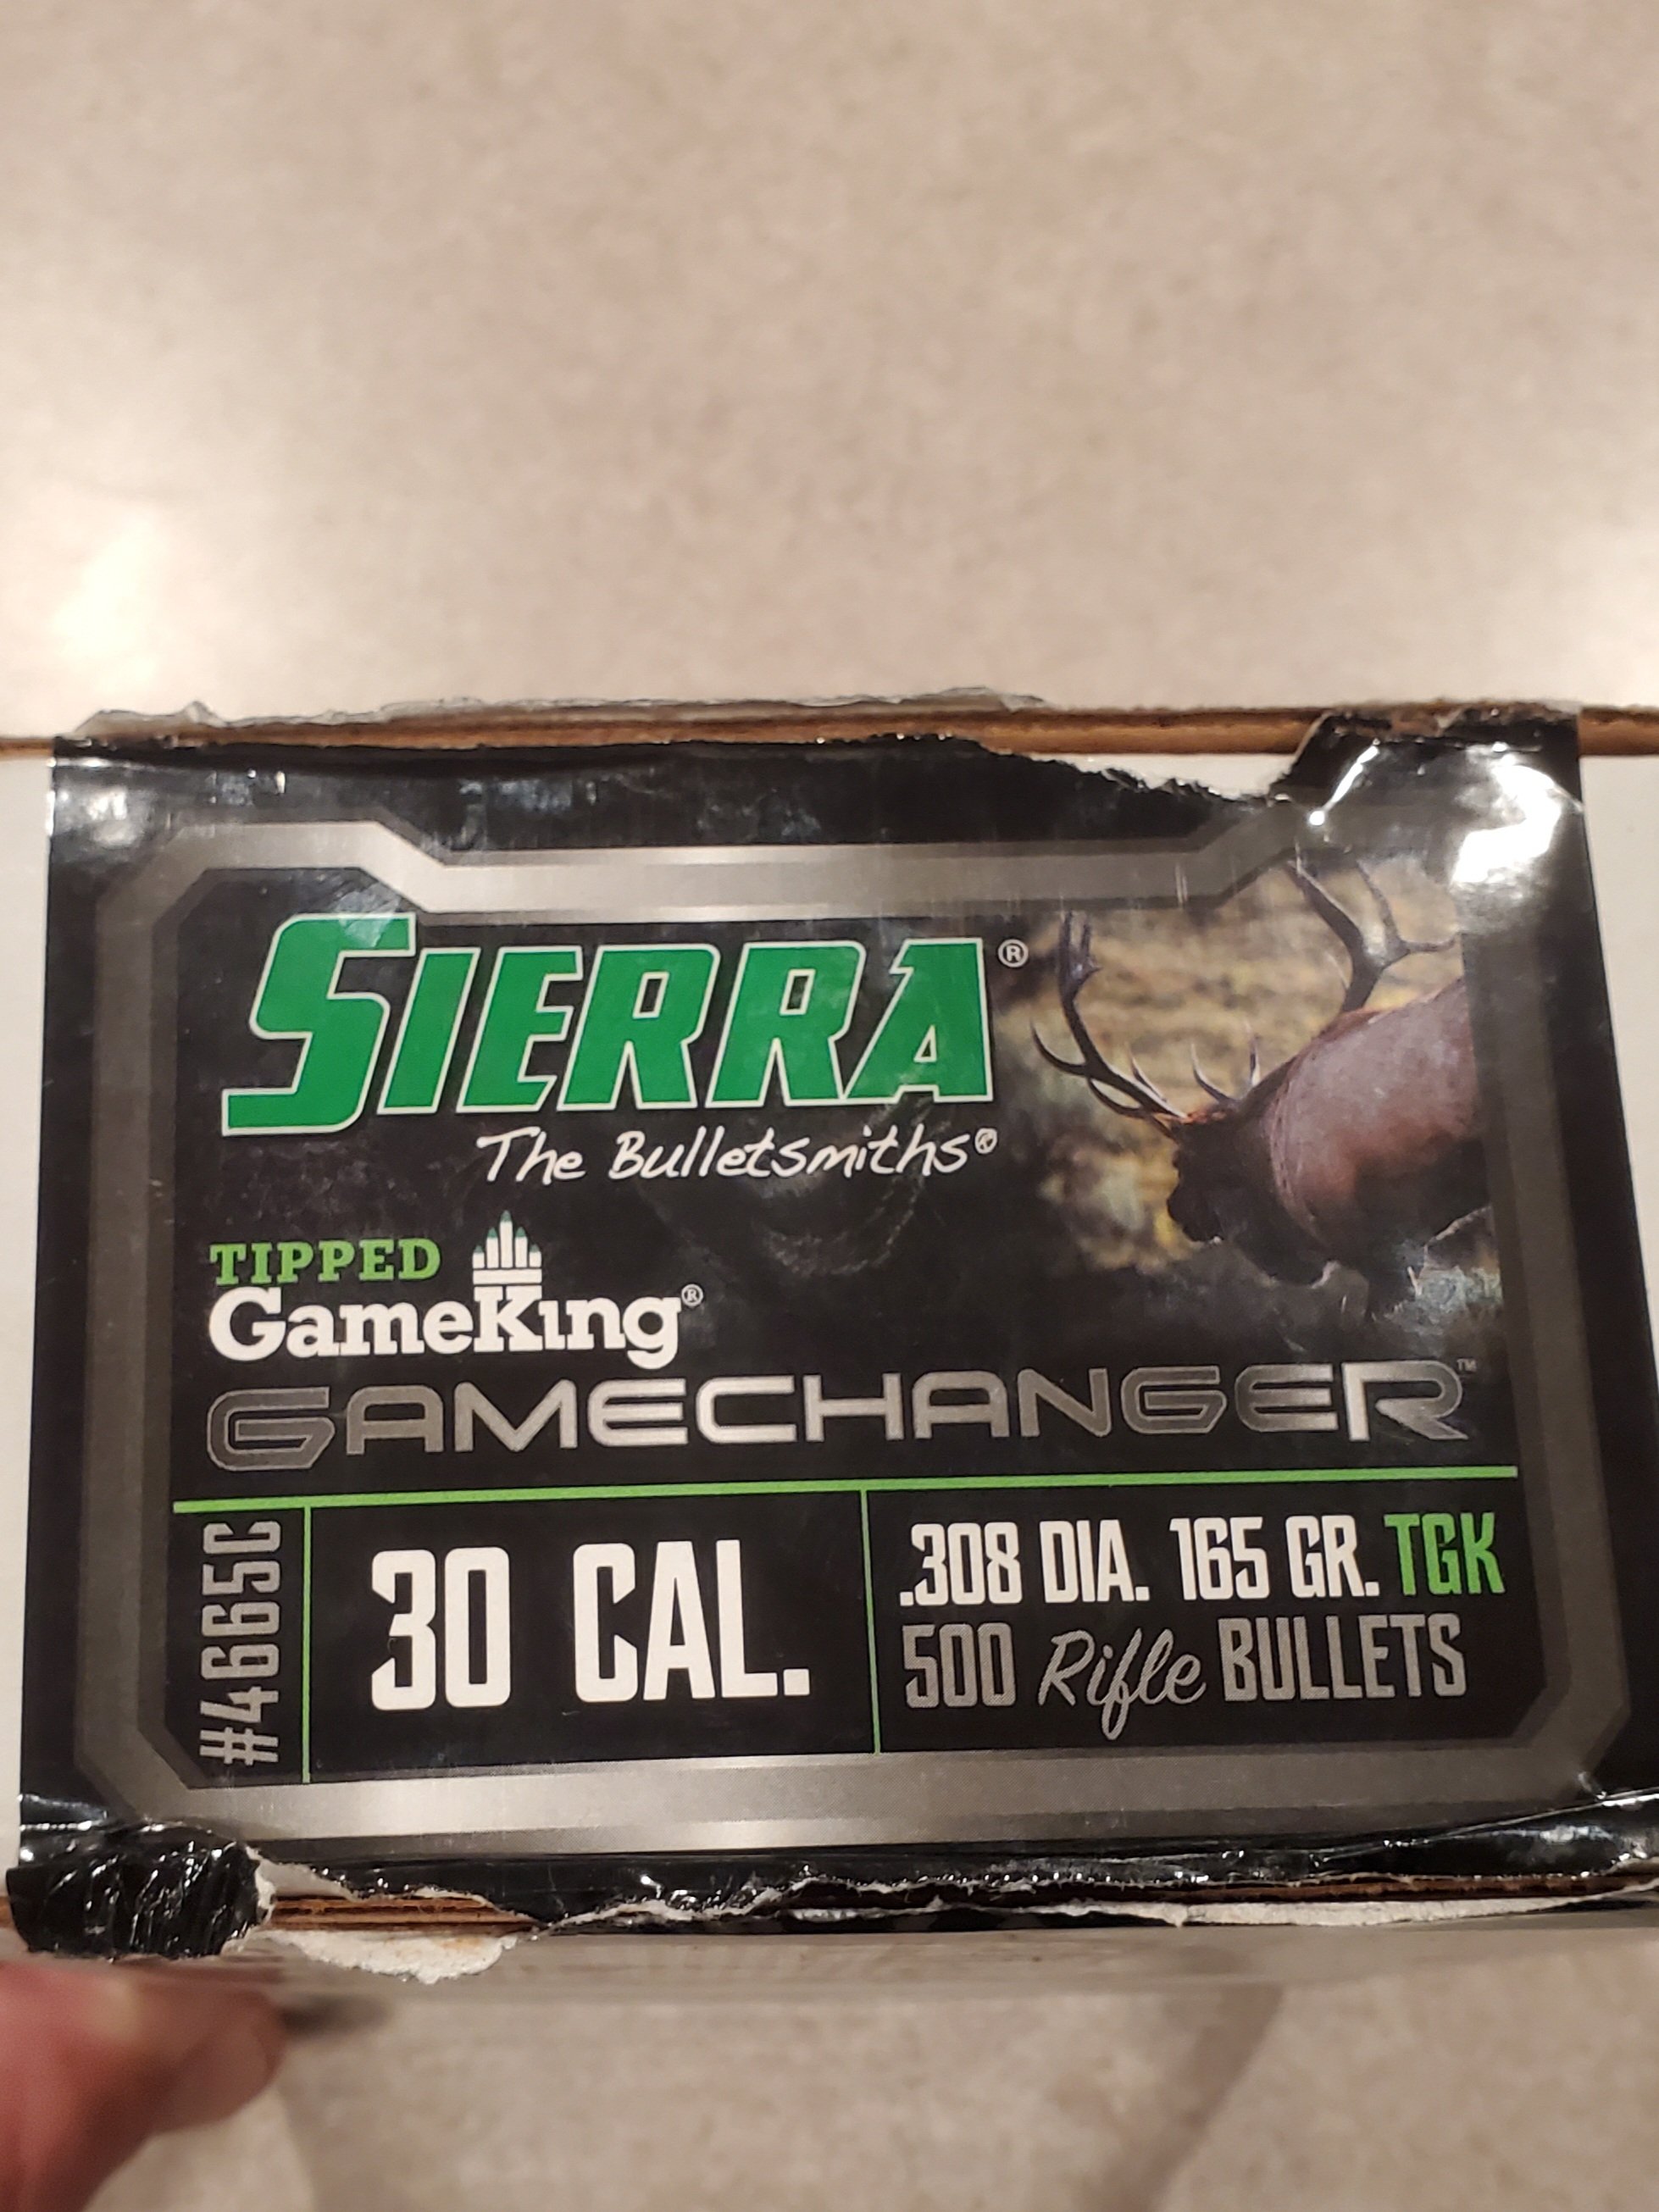 SIERRA®
The Bulletsmiths®
TIPPED
GameKing®
GAMECHANGER™
#4665C
30 CAL.
.308 DIA. 165 GR. TGK
500 Rifle BULLETS